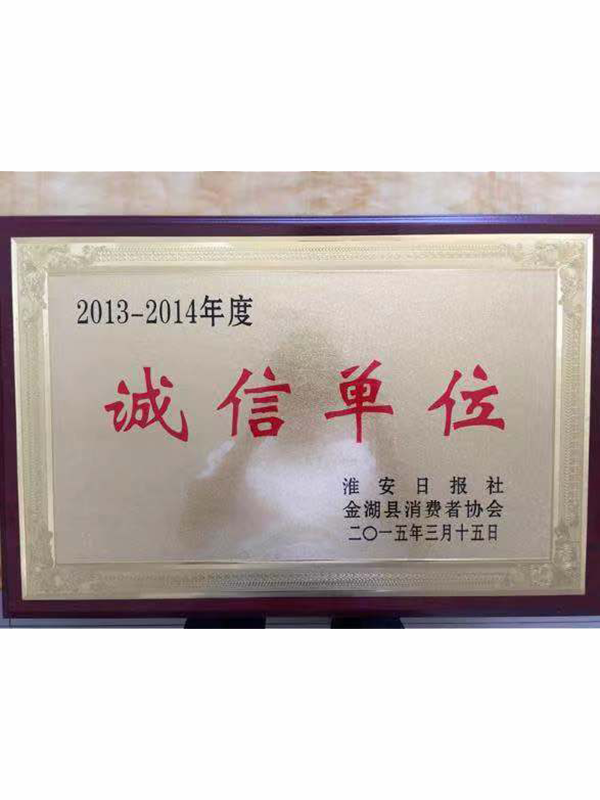 2013-2014年度
诚信单位
淮安日报社
金湖县消费者协会
二〇一五年三月十五日